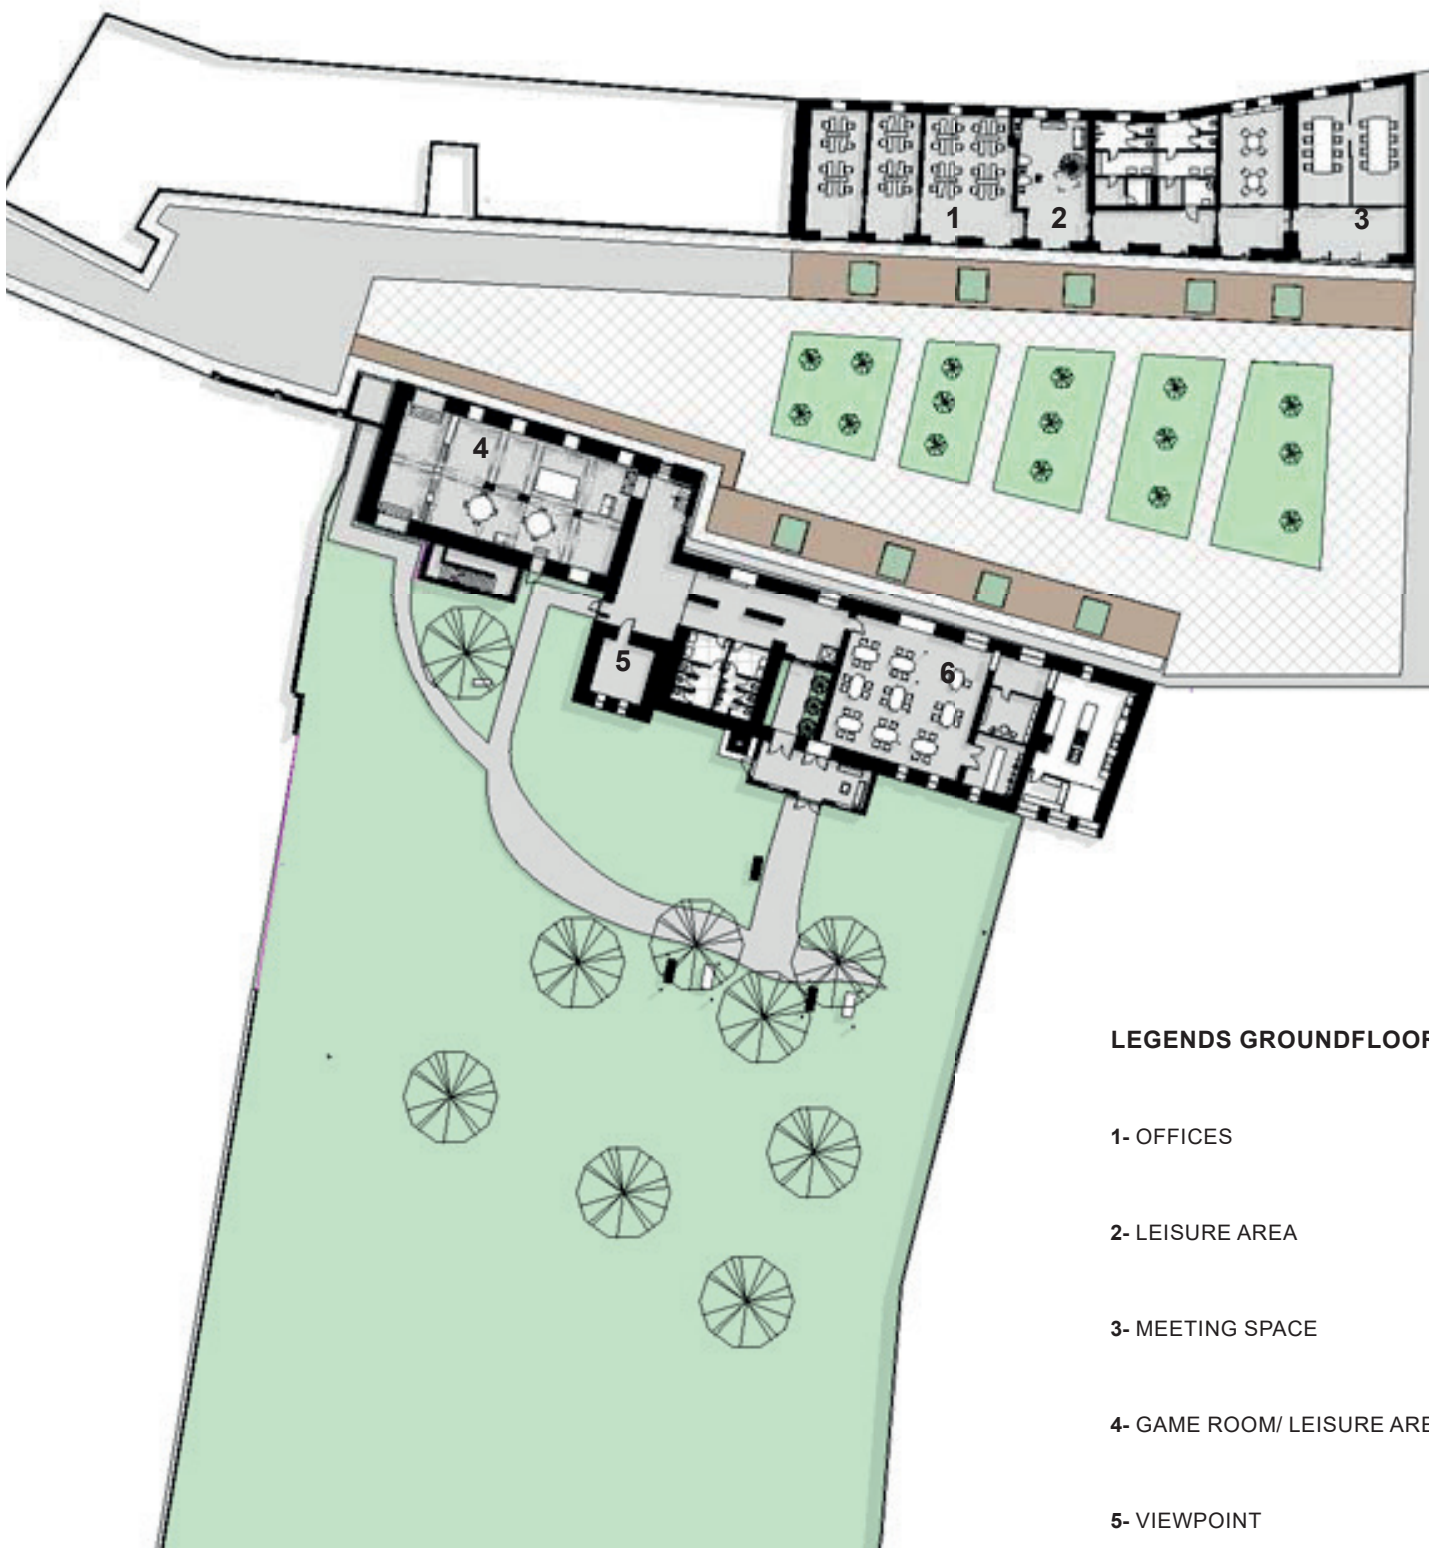 1
2
3
4
5
6
LEGENDS GROUNDFLOOR
1- OFFICES
2- LEISURE AREA
3- MEETING SPACE
4- GAME ROOM/ LEISURE ARE
5- VIEWPOINT